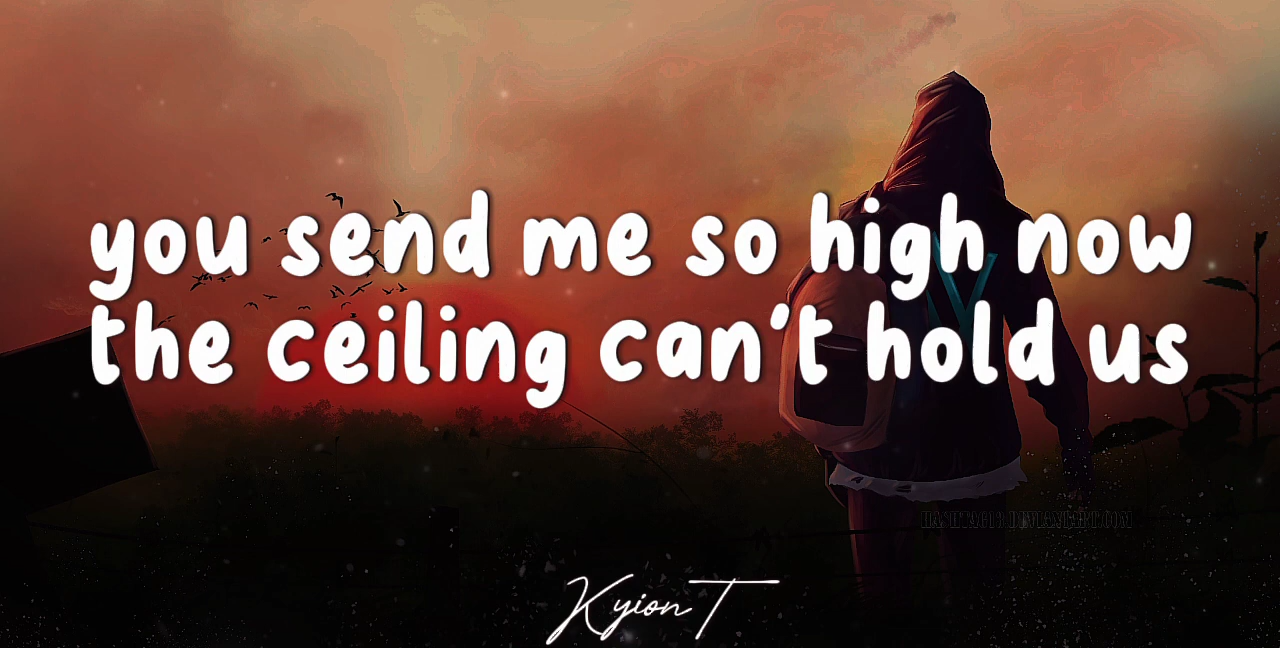 you send me so high now
the ceiling can't hold us
Kyion T